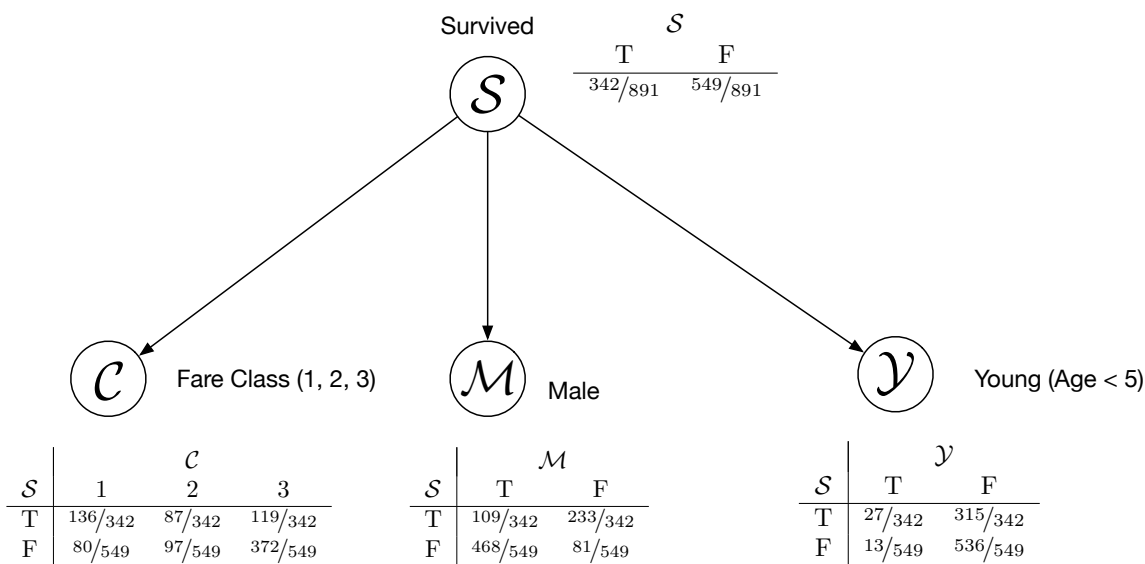 Survived
S
T F
342/891 549/891
S
C
Fare Class (1, 2, 3)
M
Male
Y
Young (Age < 5)
C
S 1 2 3
T 136/342 87/342 119/342
F 80/549 97/549 372/549
M
S T F
T 109/342 233/342
F 468/549 81/549
Y
S T F
T 27/342 315/342
F 13/549 536/549